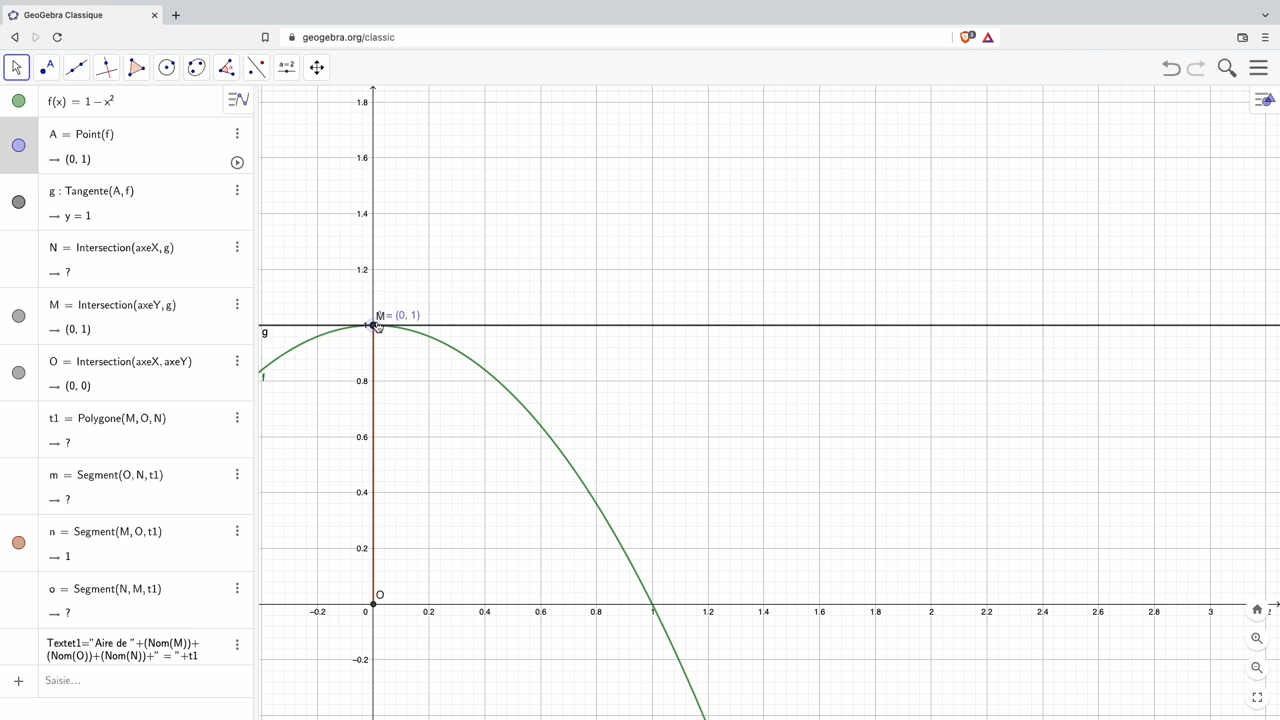 GeoGebra Classique
geogebra.org/classic
a=2
f(x) = 1 − x²
A = Point(f)
→ (0, 1)
g : Tangente(A, f)
→ y = 1
N = Intersection(axeX, g)
→ ?
M = Intersection(axeY, g)
→ (0, 1)
O = Intersection(axeX, axeY)
→ (0, 0)
t1 = Polygone(M, O, N)
→ ?
m = Segment(O, N, t1)
→ ?
n = Segment(M, O, t1)
→ 1
o = Segment(N, M, t1)
→ ?
Textet1="Aire de "+(Nom(M))+
(Nom(O))+(Nom(N))+" = "+t1
Saisie…
1.8
1.6
1.4
1.2
M = (0, 1)
1
g
f
0.8
0.6
0.4
0.2
O
−0.2 0 0.2 0.4 0.6 0.8 1 1.2 1.4 1.6 1.8 2 2.2 2.4 2.6 2.8 3
−0.2